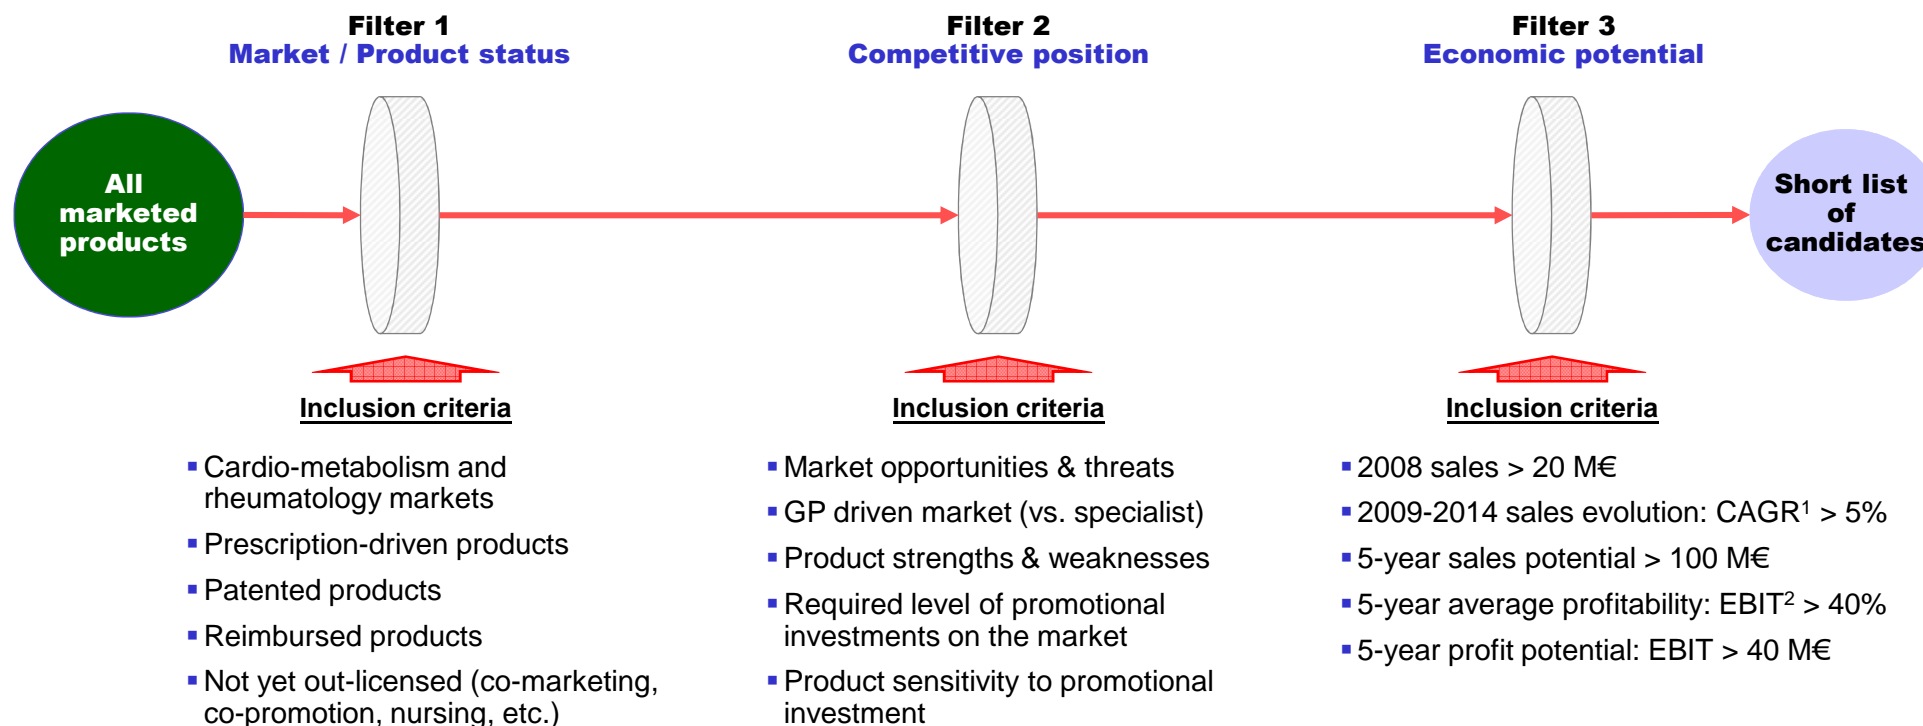 Filter 1
Market / Product status
Filter 2
Competitive position
Filter 3
Economic potential
All
marketed
products
Short list
of
candidates
Inclusion criteria
▪ Cardio-metabolism and
rheumatology markets
▪ Prescription-driven products
▪ Patented products
▪ Reimbursed products
▪ Not yet out-licensed (co-marketing,
co-promotion, nursing, etc.)
Inclusion criteria
▪ Market opportunities & threats
▪ GP driven market (vs. specialist)
▪ Product strengths & weaknesses
▪ Required level of promotional
investments on the market
▪ Product sensitivity to promotional
investment
Inclusion criteria
▪ 2008 sales > 20 M€
▪ 2009-2014 sales evolution: CAGR¹ > 5%
▪ 5-year sales potential > 100 M€
▪ 5-year average profitability: EBIT² > 40%
▪ 5-year profit potential: EBIT > 40 M€